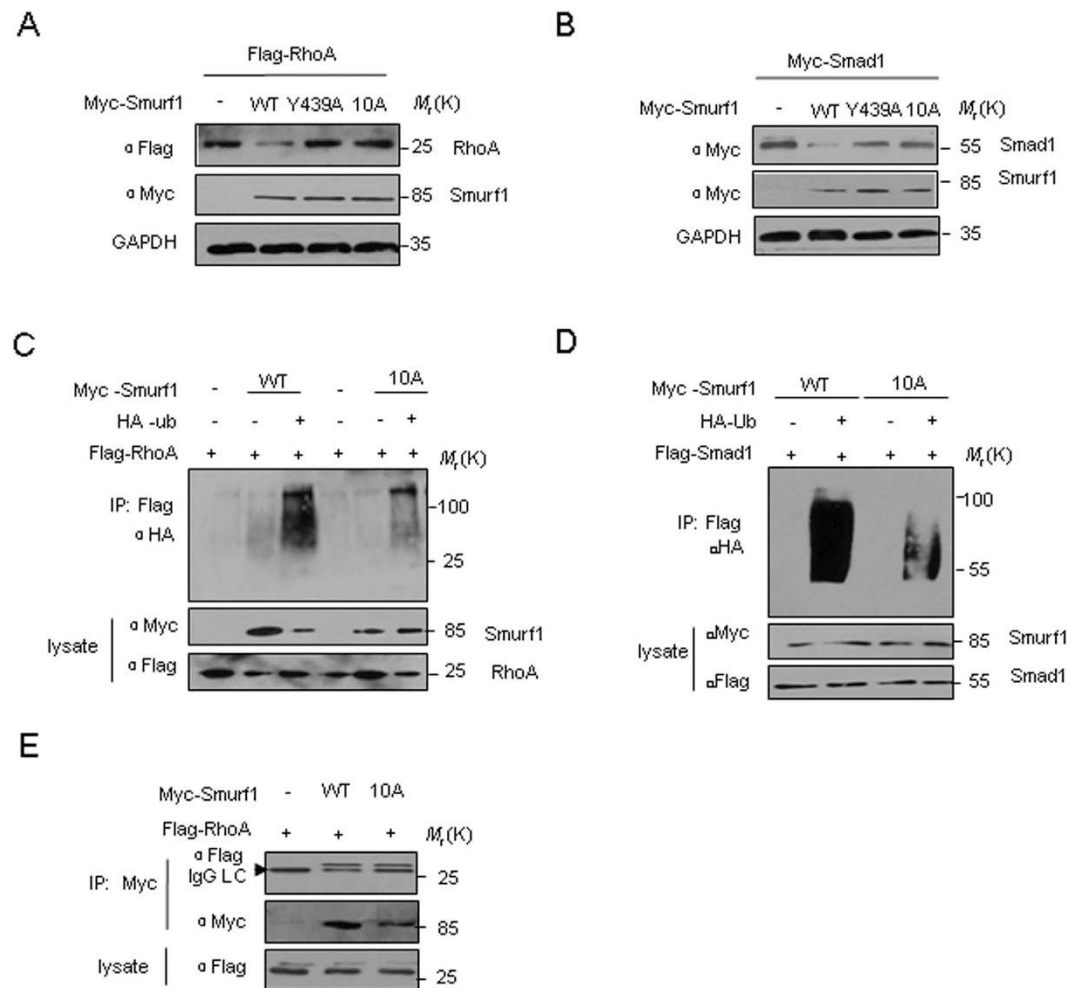 A
Flag-RhoA
Myc-Smurf1 - WT Y439A 10A Mr(K)
α Flag 25 RhoA
α Myc 85 Smurf1
GAPDH 35
B
Myc-Smad1
Myc-Smurf1 - WT Y439A 10A Mr(K)
α Myc 55 Smad1
α Myc 85 Smurf1
GAPDH 35
C
Myc -Smurf1 - WT - 10A
HA -ub - + - +
Flag-RhoA + + + + + + Mr(K)
IP: Flag
α HA
100
25
lysate
α Myc 85 Smurf1
α Flag 25 RhoA
D
Myc -Smurf1 WT 10A
HA-Ub - + - +
Flag-Smad1 + + + + Mr(K)
IP: Flag
αHA
100
55
lysate
αMyc 85 Smurf1
αFlag 55 Smad1
E
Myc-Smurf1 - WT 10A
Flag-RhoA + + + Mr(K)
IP: Myc
α Flag
IgG LC 25
α Myc 85
lysate α Flag 25